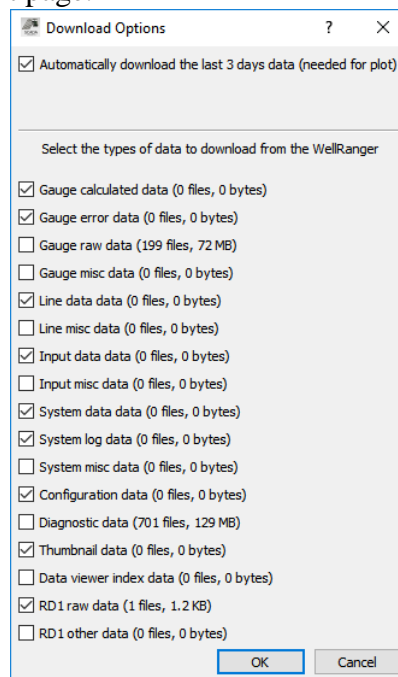 page.
Download Options
?
Automatically download the last 3 days data (needed for plot)
Select the types of data to download from the WellRanger
Gauge calculated data (0 files, 0 bytes)
Gauge error data (0 files, 0 bytes)
Gauge raw data (199 files, 72 MB)
Gauge misc data (0 files, 0 bytes)
Line data data (0 files, 0 bytes)
Line misc data (0 files, 0 bytes)
Input data data (0 files, 0 bytes)
Input misc data (0 files, 0 bytes)
System data data (0 files, 0 bytes)
System log data (0 files, 0 bytes)
System misc data (0 files, 0 bytes)
Configuration data (0 files, 0 bytes)
Diagnostic data (701 files, 129 MB)
Thumbnail data (0 files, 0 bytes)
Data viewer index data (0 files, 0 bytes)
RD1 raw data (1 files, 1.2 KB)
RD1 other data (0 files, 0 bytes)
OK Cancel